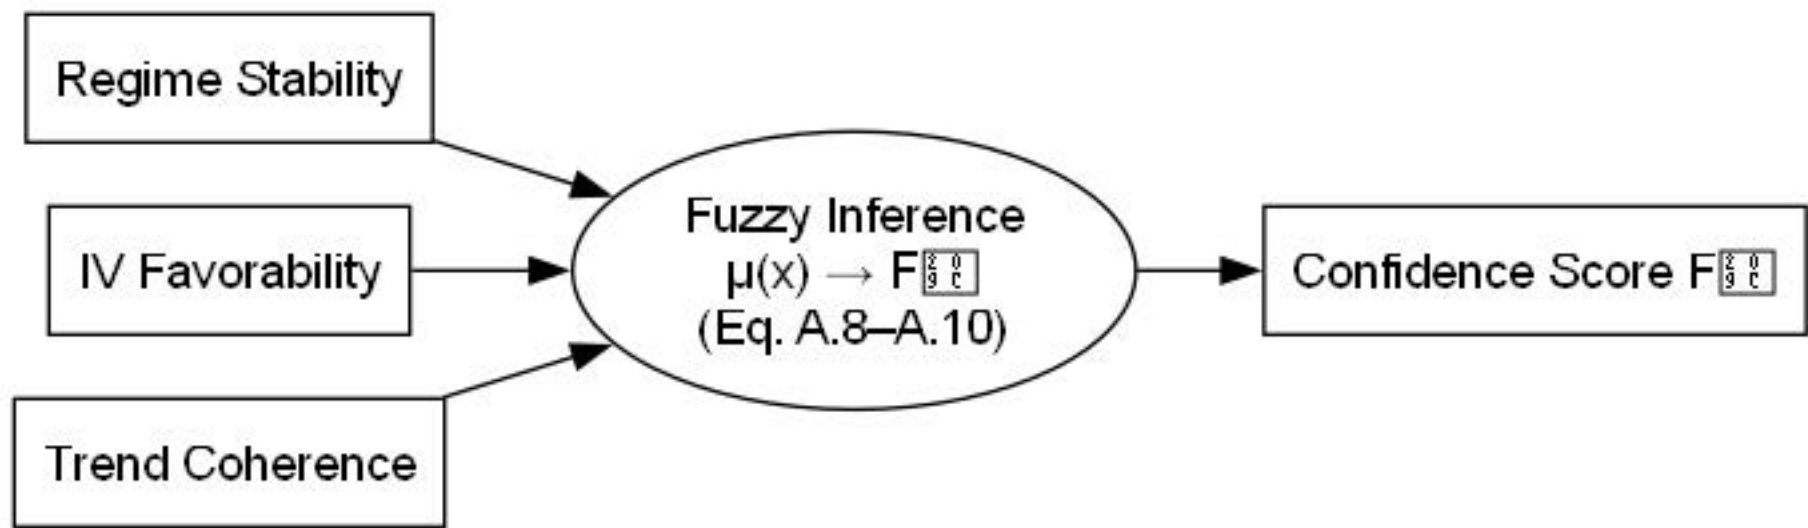 Regime Stability
IV Favorability
Trend Coherence
Fuzzy Inference
μ(x) → F
(Eq. A.8–A.10)
Confidence Score F